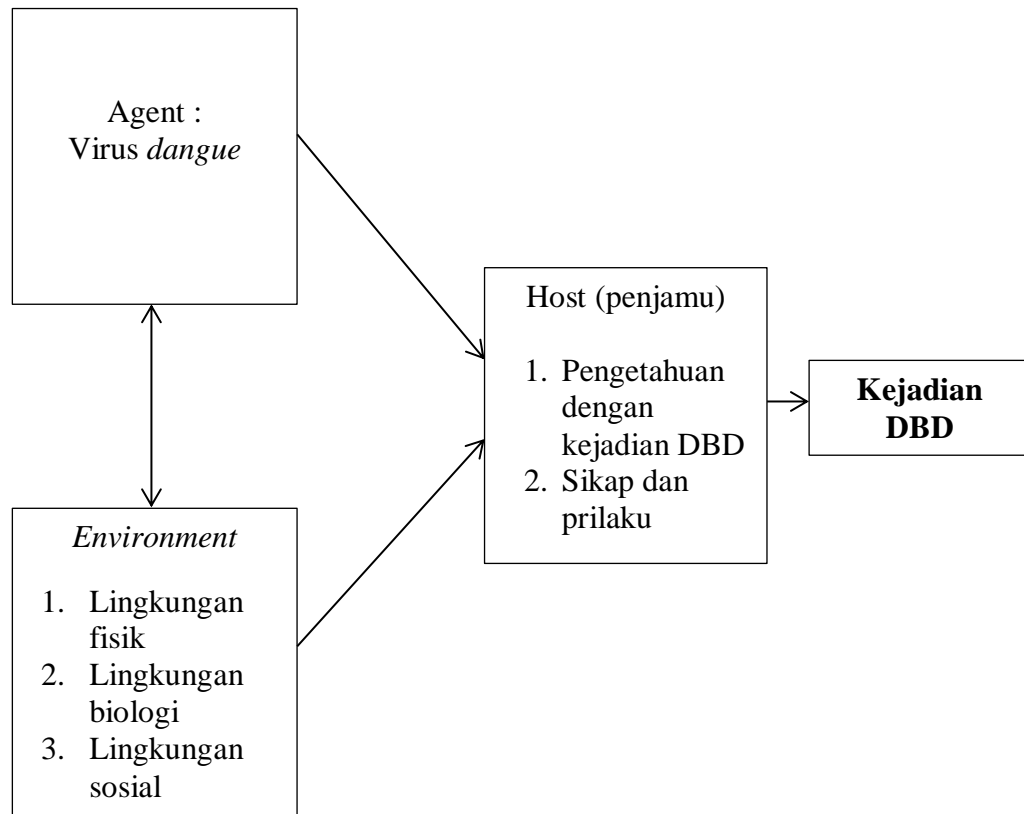 Agent :
Virus dangue
Host (penjamu)
1. Pengetahuan
dengan
kejadian DBD
2. Sikap dan
prilaku
Kejadian
DBD
Environment
1. Lingkungan
fisik
2. Lingkungan
biologi
3. Lingkungan
sosial